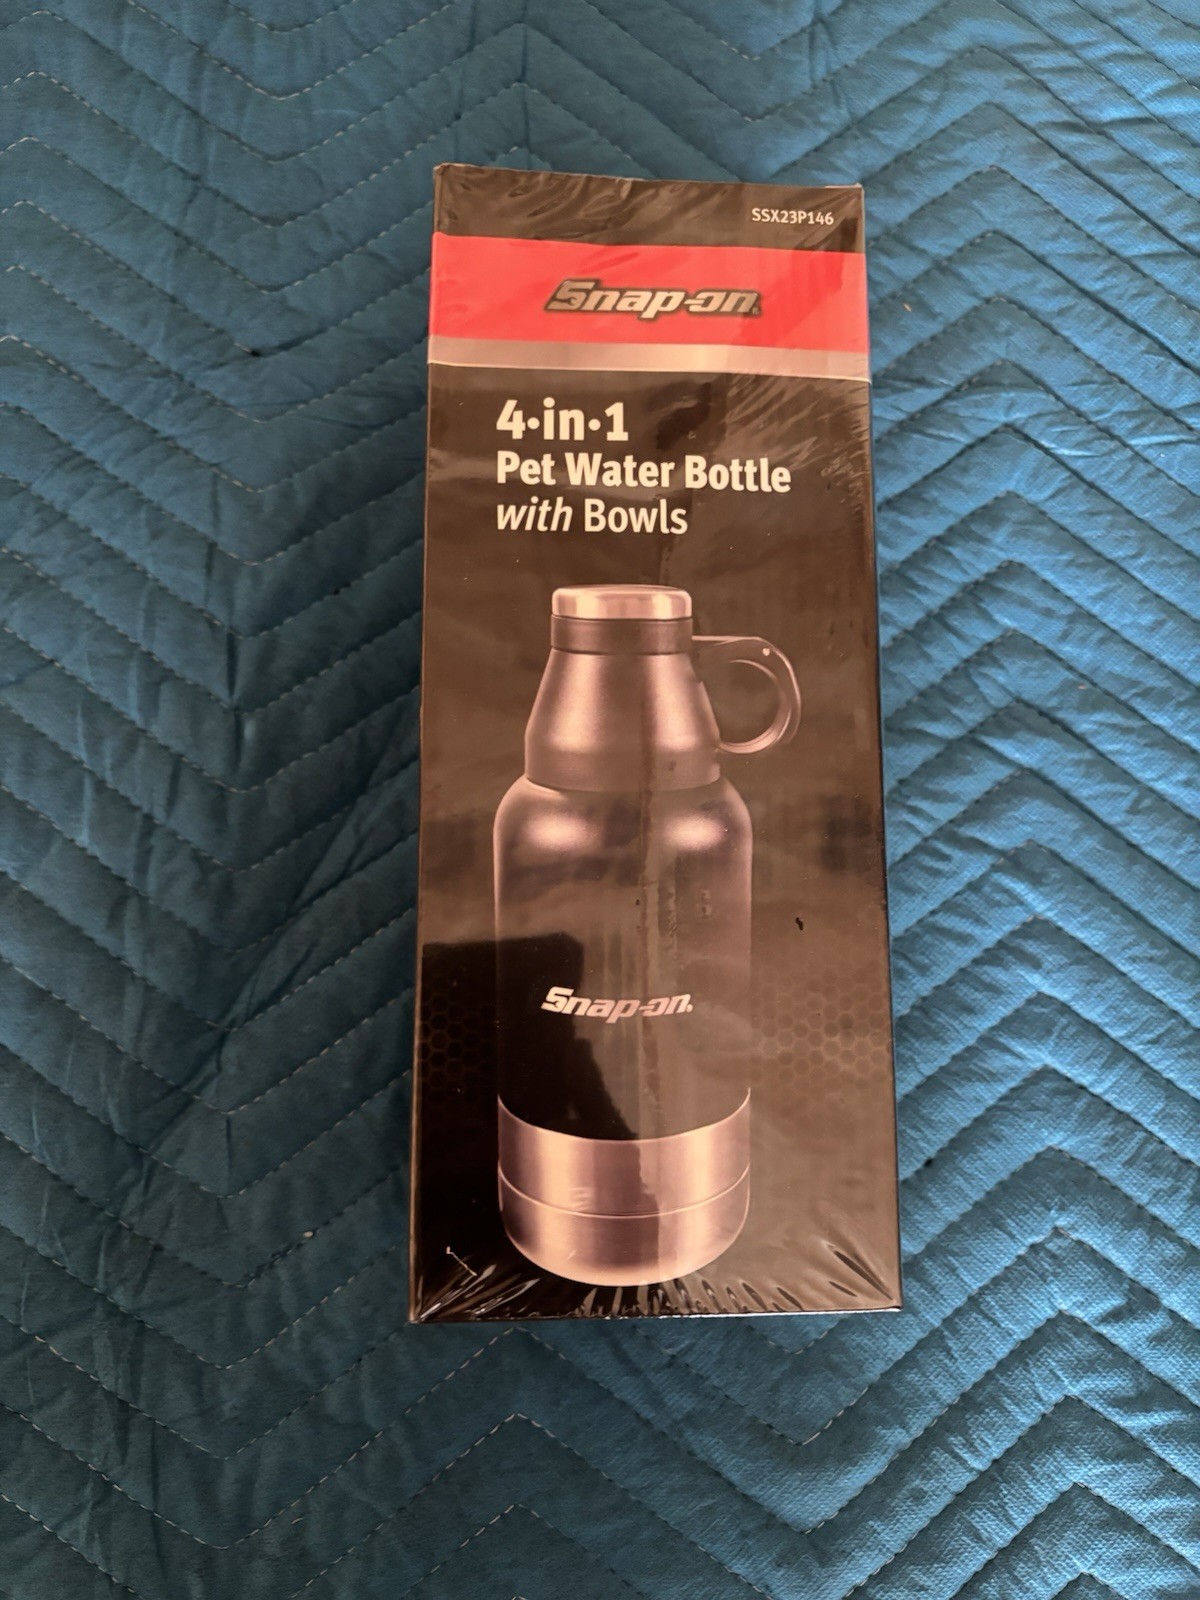 SSX23P146
Snap-on
4·in·1
Pet Water Bottle
with Bowls
Snap-on